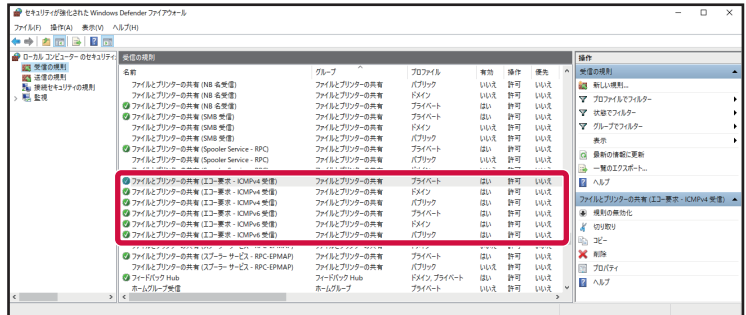 セキュリティが強化された Windows Defender ファイアウォール
ファイル(F) 操作(A) 表示(V) ヘルプ(H)
ローカル コンピューター のセキュリティ
受信の規則
送信の規則
接続セキュリティの規則
監視
受信の規則
名前 グループ プロファイル 有効 操作 優先
ファイルとプリンターの共有 (NB 名受信) ファイルとプリンターの共有 パブリック いいえ 許可 いいえ
ファイルとプリンターの共有 (NB 名受信) ファイルとプリンターの共有 ドメイン いいえ 許可 いいえ
ファイルとプリンターの共有 (NB 名受信) ファイルとプリンターの共有 プライベート はい 許可 いいえ
ファイルとプリンターの共有 (SMB 受信) ファイルとプリンターの共有 プライベート はい 許可 いいえ
ファイルとプリンターの共有 (SMB 受信) ファイルとプリンターの共有 ドメイン いいえ 許可 いいえ
ファイルとプリンターの共有 (SMB 受信) ファイルとプリンターの共有 パブリック いいえ 許可 いいえ
ファイルとプリンターの共有 (Spooler Service - RPC) ファイルとプリンターの共有 プライベート はい 許可 いいえ
ファイルとプリンターの共有 (Spooler Service - RPC) ファイルとプリンターの共有 パブリック いいえ 許可 いいえ
ファイルとプリンターの共有 (エコー要求 - ICMPv4 受信) ファイルとプリンターの共有 プライベート はい 許可 いいえ
ファイルとプリンターの共有 (エコー要求 - ICMPv4 受信) ファイルとプリンターの共有 ドメイン はい 許可 いいえ
ファイルとプリンターの共有 (エコー要求 - ICMPv4 受信) ファイルとプリンターの共有 パブリック はい 許可 いいえ
ファイルとプリンターの共有 (エコー要求 - ICMPv6 受信) ファイルとプリンターの共有 プライベート はい 許可 いいえ
ファイルとプリンターの共有 (エコー要求 - ICMPv6 受信) ファイルとプリンターの共有 ドメイン はい 許可 いいえ
ファイルとプリンターの共有 (エコー要求 - ICMPv6 受信) ファイルとプリンターの共有 パブリック はい 許可 いいえ
ファイルとプリンターの共有 (スプーラー サービス - RPC-EPMAP) ファイルとプリンターの共有 プライベート はい 許可 いいえ
ファイルとプリンターの共有 (スプーラー サービス - RPC-EPMAP) ファイルとプリンターの共有 パブリック いいえ 許可 いいえ
フィードバック Hub フィードバック Hub ドメイン, プライベート はい 許可 いいえ
ホームグループ受信 ホームグループ プライベート いいえ 許可 いいえ
操作
受信の規則
新しい規則...
プロファイルでフィルター
状態でフィルター
グループでフィルター
表示
最新の情報に更新
一覧のエクスポート...
ヘルプ
ファイルとプリンターの共有 (エコー要求 - ICMPv4 受信)
規則の無効化
切り取り
コピー
削除
プロパティ
ヘルプ